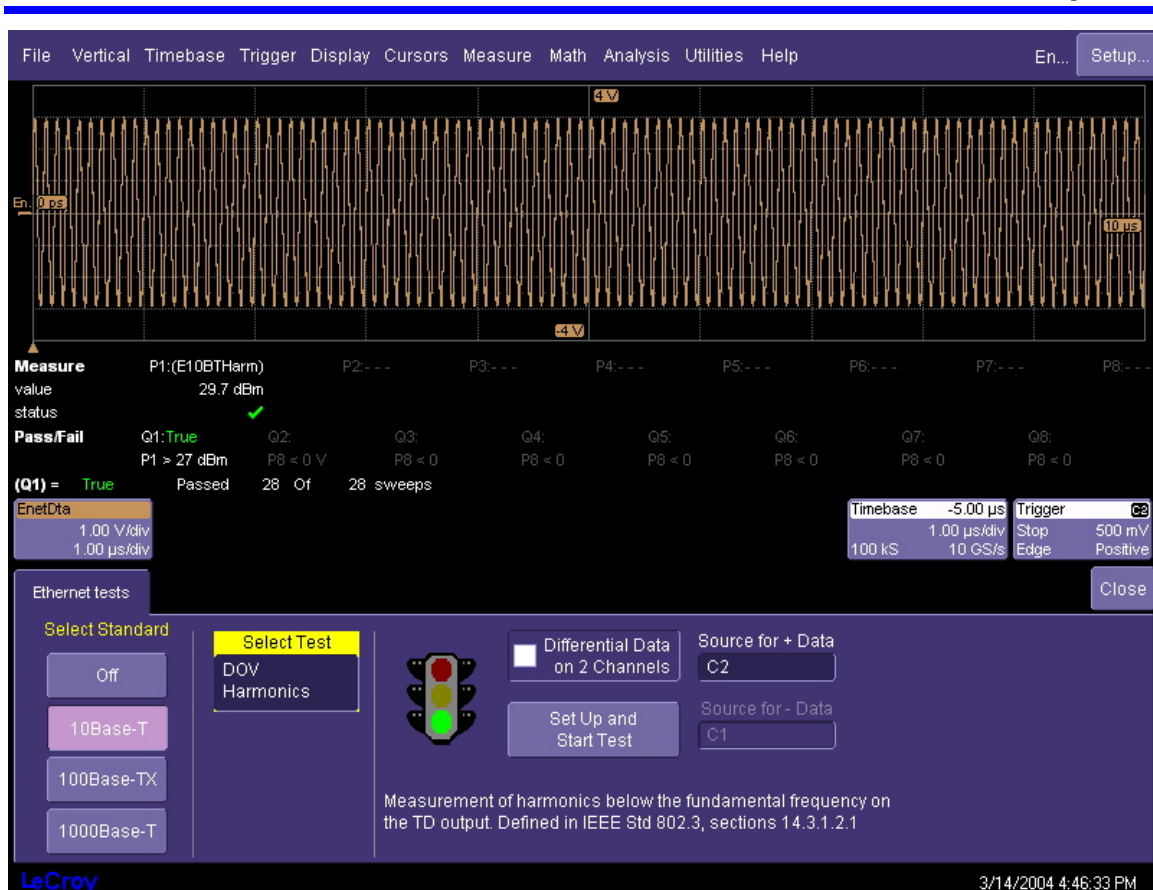 File Vertical Timebase Trigger Display Cursors Measure Math Analysis Utilities Help En... Setup...
4 V
En. 0 ps
10 µs
-4 V
Measure P1:(E10BTHarm) P2:- - - P3:- - - P4:- - - P5:- - - P6:- - - P7:- - - P8:- - -
value 29.7 dBm
status
Pass/Fail Q1:True Q2: Q3: Q4: Q5: Q6: Q7: Q8:
P1 > 27 dBm P8 < 0 V P8 < 0 P8 < 0 P8 < 0 P8 < 0 P8 < 0 P8 < 0
(Q1) = True Passed 28 Of 28 sweeps
EnetDta
1.00 V/div
1.00 µs/div
Timebase -5.00 µs
1.00 µs/div
100 kS 10 GS/s
Trigger C2
Stop 500 mV
Edge Positive
Ethernet tests
Close
Select Standard
Off
10Base-T
100Base-TX
1000Base-T
Select Test
DOV
Harmonics
Differential Data
on 2 Channels
Set Up and
Start Test
Source for + Data
C2
Source for - Data
C1
Measurement of harmonics below the fundamental frequency on
the TD output. Defined in IEEE Std 802.3, sections 14.3.1.2.1
LeCroy
3/14/2004 4:46:33 PM